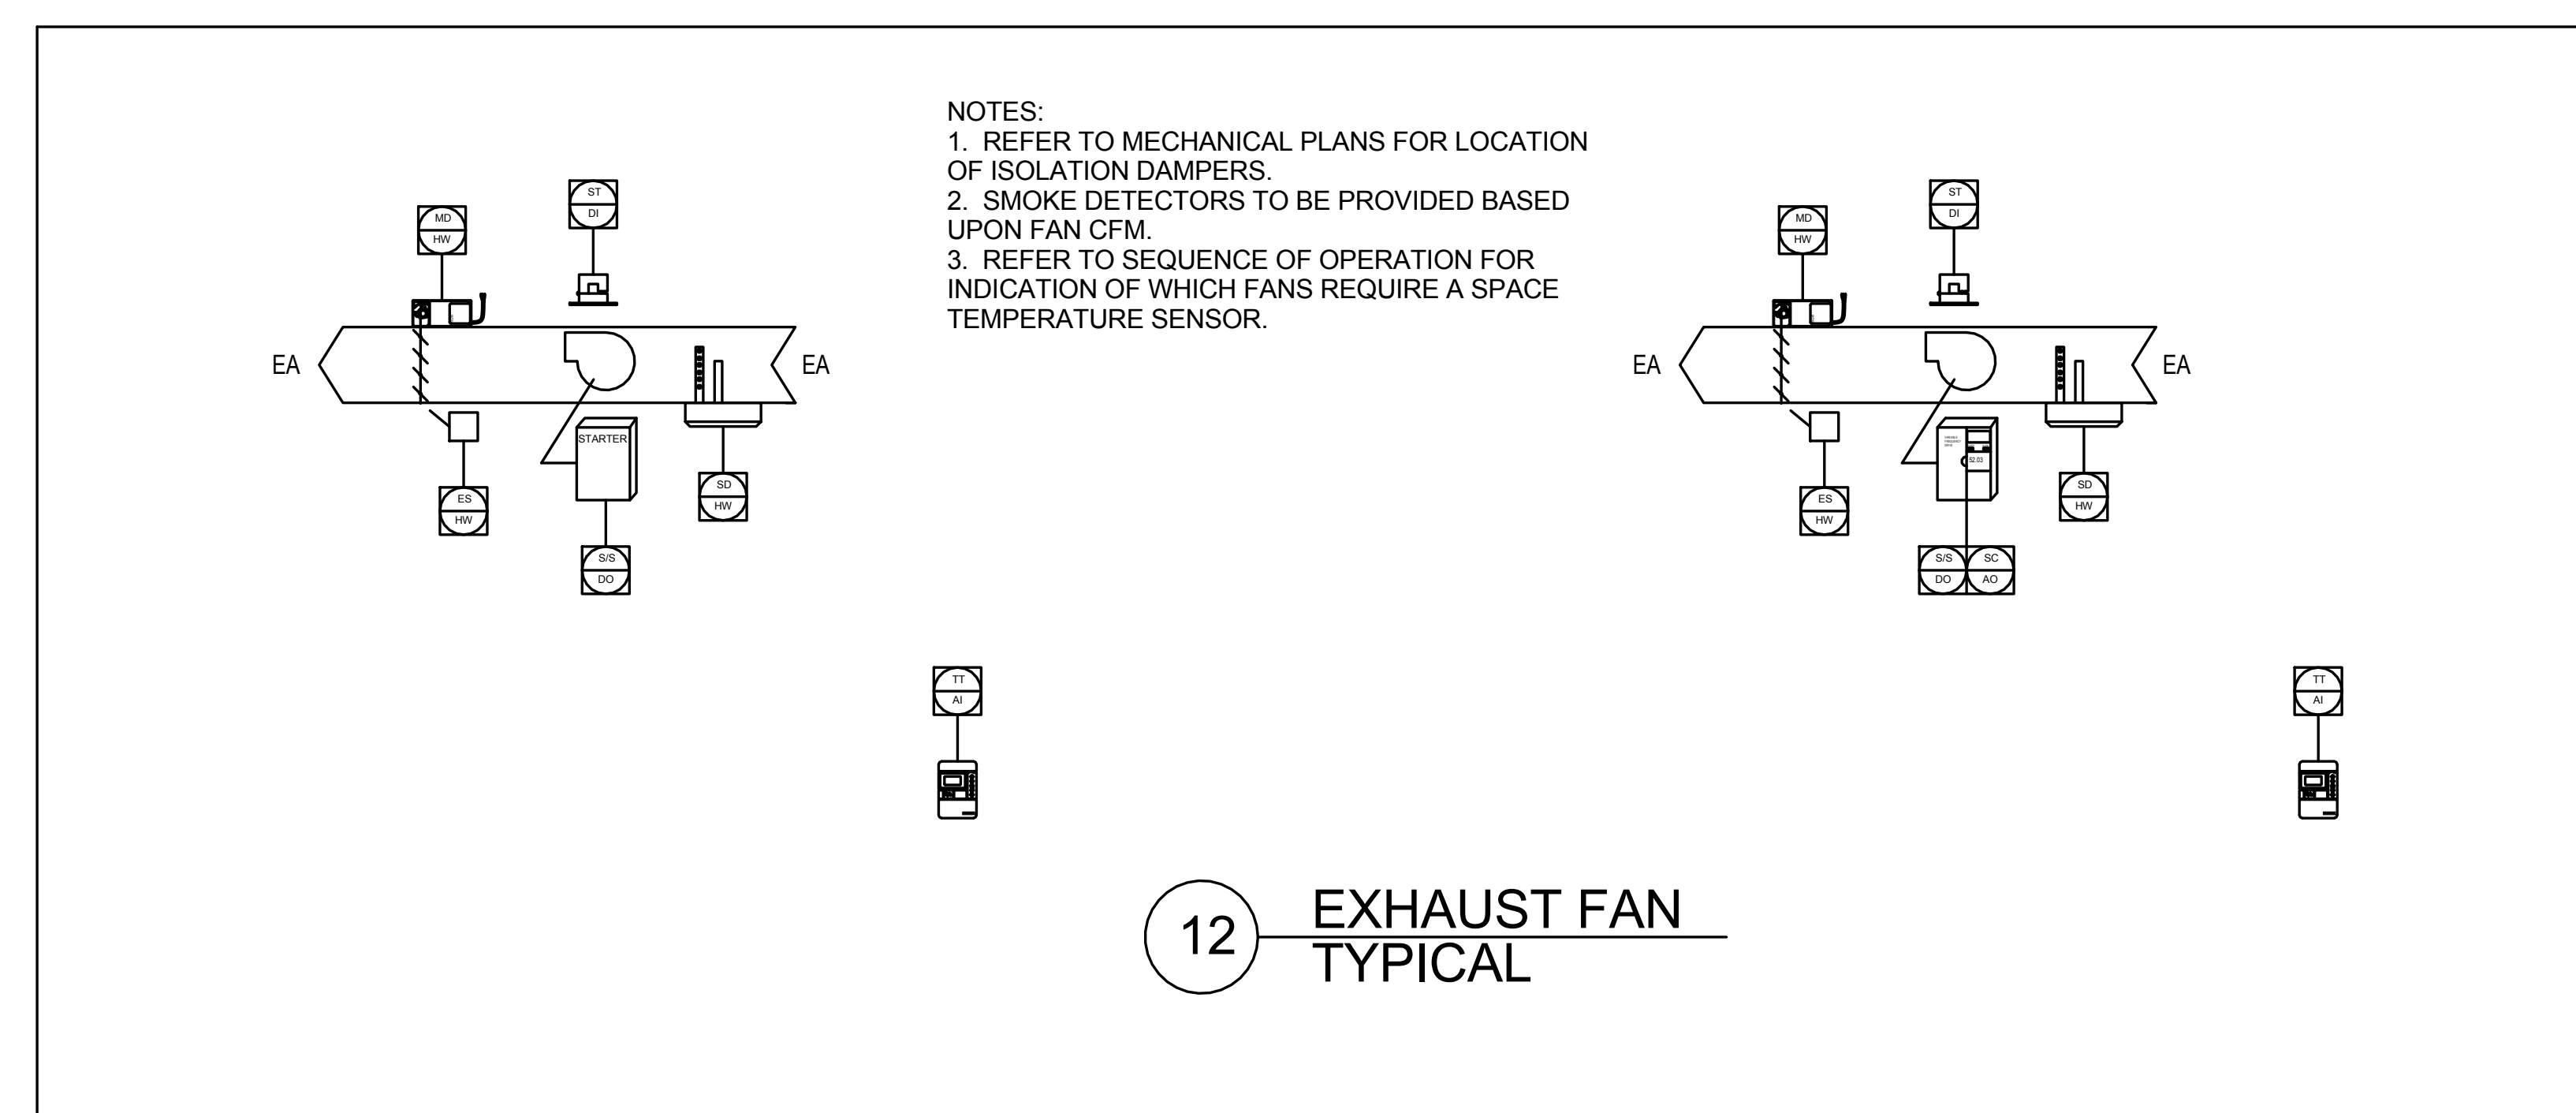 NOTES:
1. REFER TO MECHANICAL PLANS FOR LOCATION
OF ISOLATION DAMPERS.
2. SMOKE DETECTORS TO BE PROVIDED BASED
UPON FAN CFM.
3. REFER TO SEQUENCE OF OPERATION FOR
INDICATION OF WHICH FANS REQUIRE A SPACE
TEMPERATURE SENSOR.
MD
HW
ST
DI
EA
EA
STARTER
ES
HW
SD
HW
S/S
DO
TT
AI
MD
HW
ST
DI
EA
EA
VARIABLE
FREQUENCY
DRIVE
52.03
ES
HW
SD
HW
S/S
DO
SC
AO
TT
AI
12
EXHAUST FAN
TYPICAL